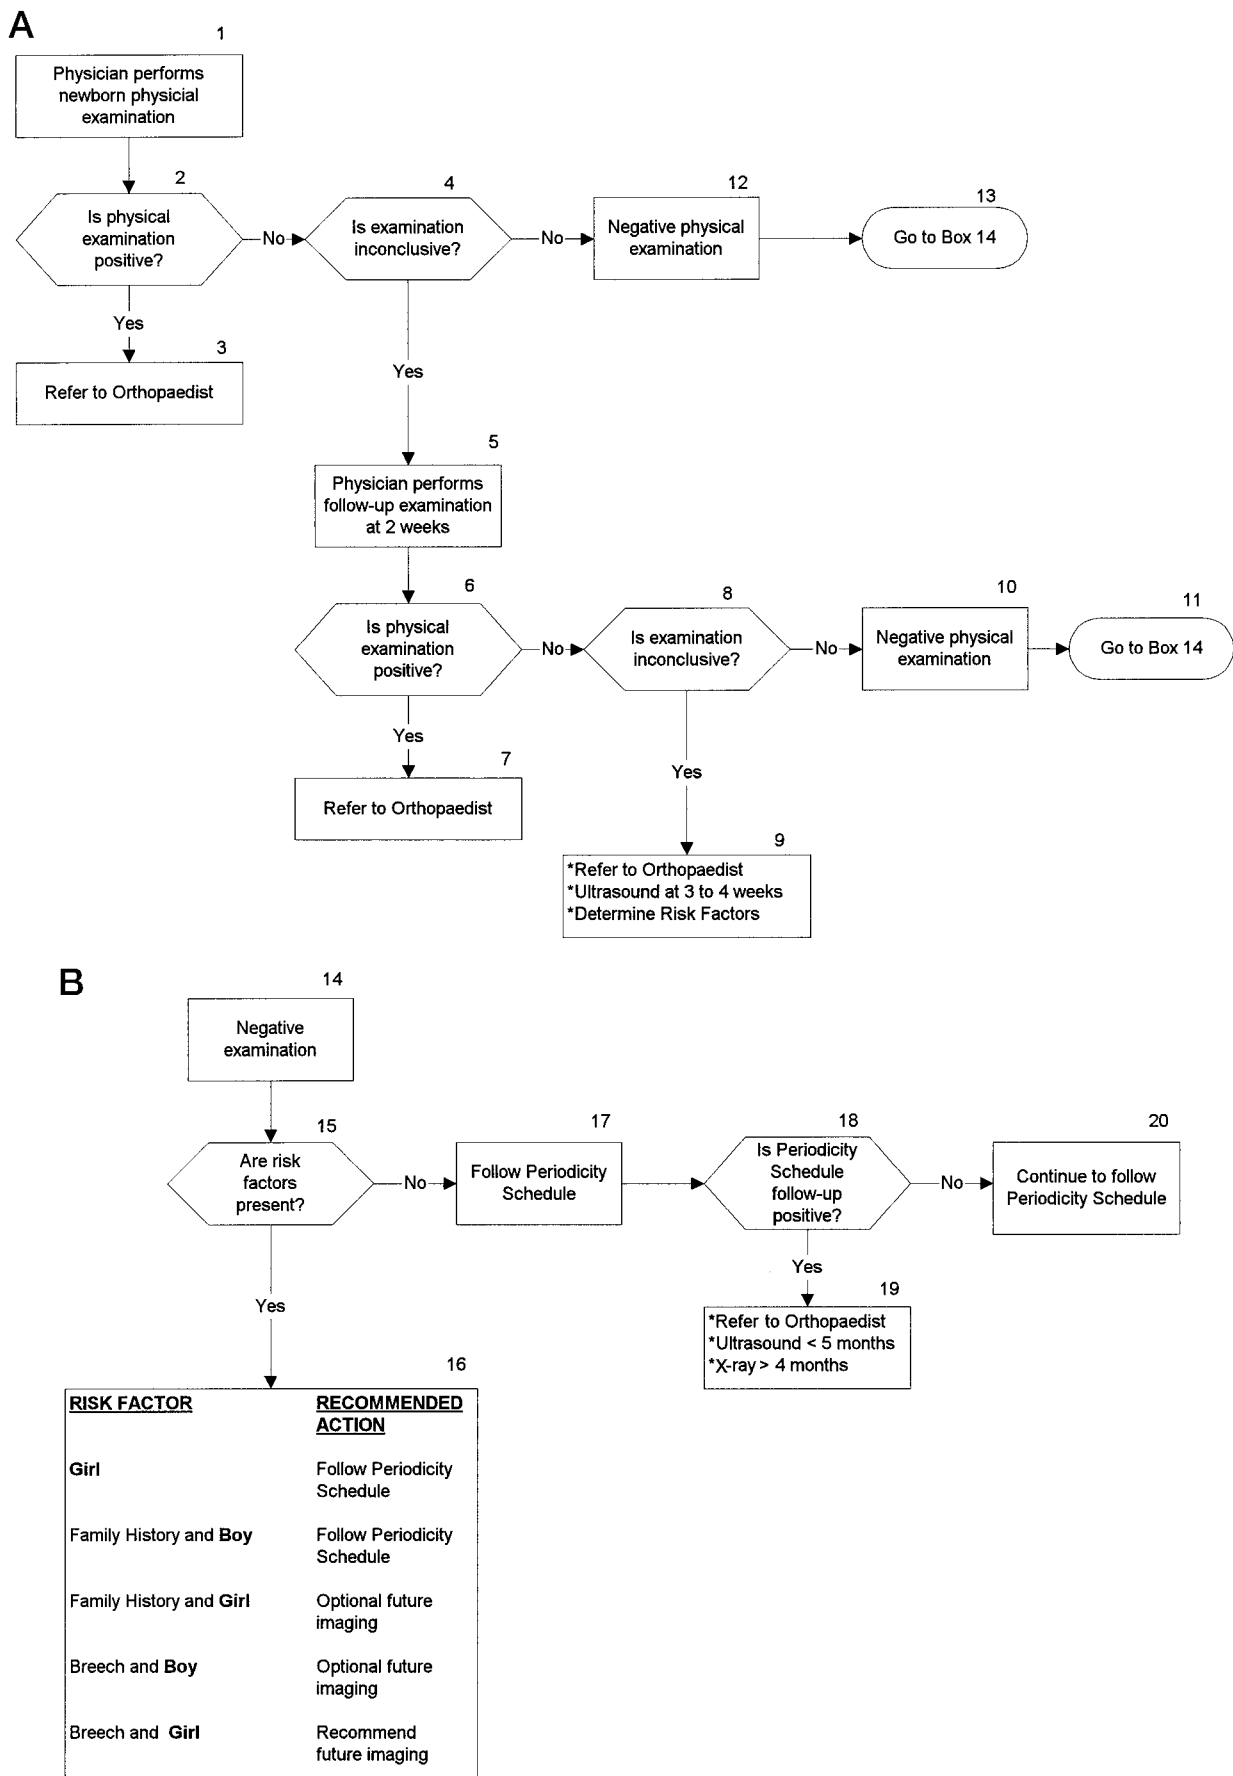 A
1
Physician performs
newborn physicial
examination
2
Is physical
examination
positive?
No
4
Is examination
inconclusive?
No
12
Negative physical
examination
13
Go to Box 14
Yes
3
Refer to Orthopaedist
Yes
5
Physician performs
follow-up examination
at 2 weeks
6
Is physical
examination
positive?
No
8
Is examination
inconclusive?
No
10
Negative physical
examination
11
Go to Box 14
Yes
7
Refer to Orthopaedist
Yes
9
*Refer to Orthopaedist
*Ultrasound at 3 to 4 weeks
*Determine Risk Factors
B
14
Negative
examination
15
Are risk
factors
present?
No
17
Follow Periodicity
Schedule
18
Is Periodicity
Schedule
follow-up
positive?
No
20
Continue to follow
Periodicity Schedule
Yes
19
*Refer to Orthopaedist
*Ultrasound < 5 months
*X-ray > 4 months
Yes
16
RISK FACTOR RECOMMENDED
ACTION
Girl Follow Periodicity
Schedule
Family History and Boy Follow Periodicity
Schedule
Family History and Girl Optional future
imaging
Breech and Boy Optional future
imaging
Breech and Girl Recommend
future imaging